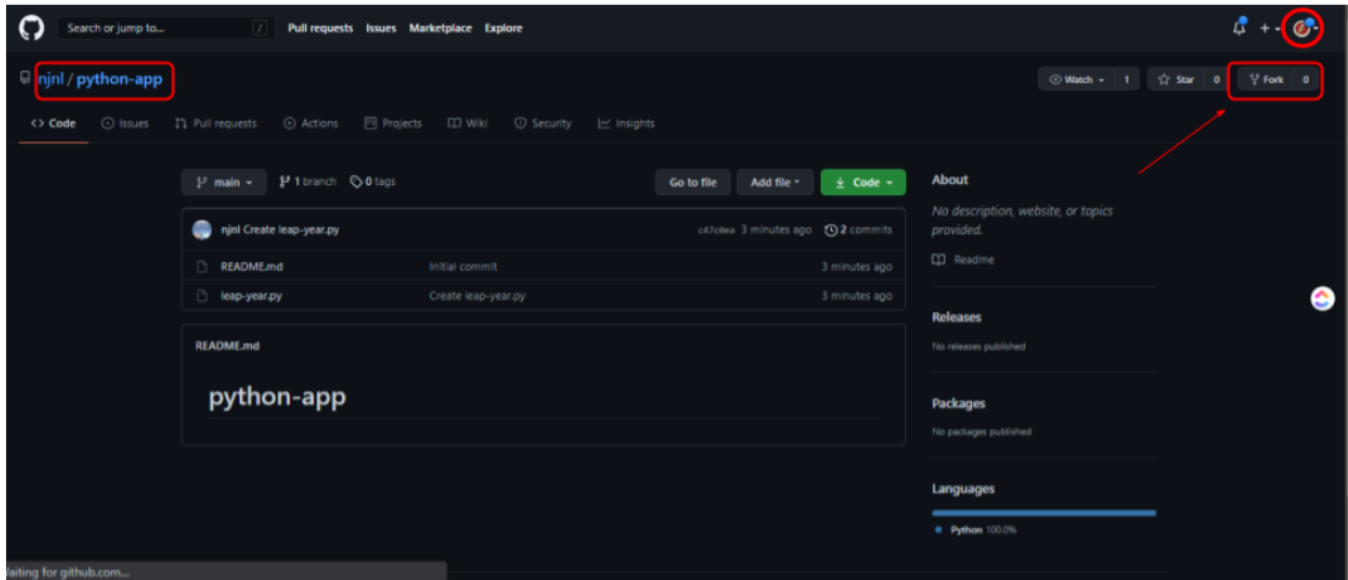 Search or jump to... / Pull requests Issues Marketplace Explore
njnl / python-app Watch 1 Star 0 Fork 0
Code Issues Pull requests Actions Projects Wiki Security Insights
main 1 branch 0 tags Go to file Add file Code
njnl Create leap-year.py 3 minutes ago 2 commits
README.md Initial commit 3 minutes ago
leap-year.py Create leap-year.py 3 minutes ago
README.md
python-app
About
No description, website, or topics
provided.
Readme
Releases
No releases published
Packages
No packages published
Languages
Python 100.0%
for github.com...